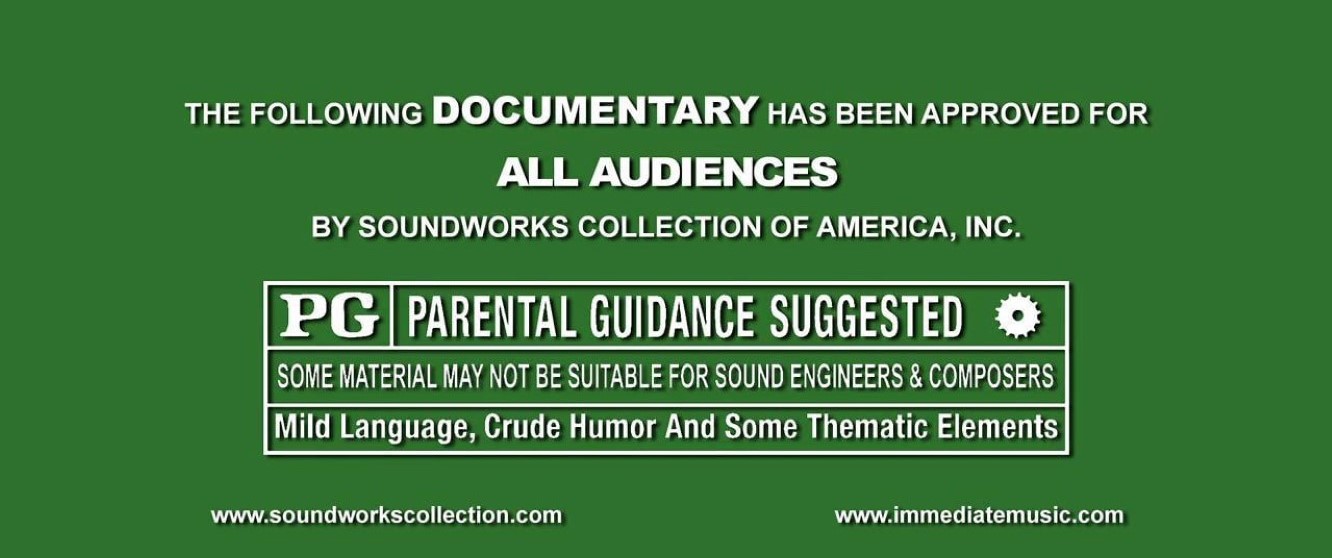 THE FOLLOWING DOCUMENTARY HAS BEEN APPROVED FOR
ALL AUDIENCES
BY SOUNDWORKS COLLECTION OF AMERICA, INC.
PG PARENTAL GUIDANCE SUGGESTED
SOME MATERIAL MAY NOT BE SUITABLE FOR SOUND ENGINEERS & COMPOSERS
Mild Language, Crude Humor And Some Thematic Elements
www.soundworkscollection.com www.immediatemusic.com